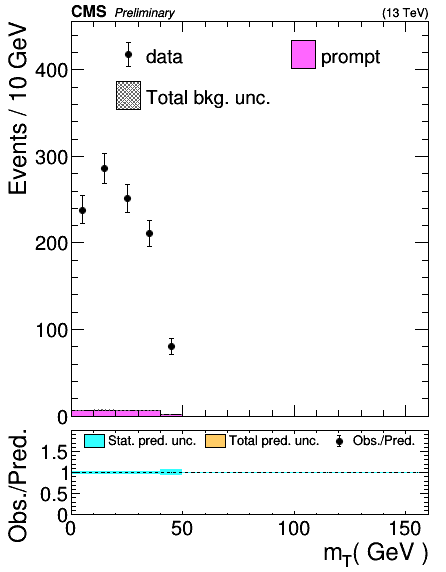 CMS Preliminary (13 TeV)
Events / 10 GeV
data
prompt
Total bkg. unc.
400
300
200
100
0
Obs./Pred.
Stat. pred. unc. Total pred. unc. Obs./Pred.
1.5
1
0.5
0
0 50 100 150
m_T( GeV )